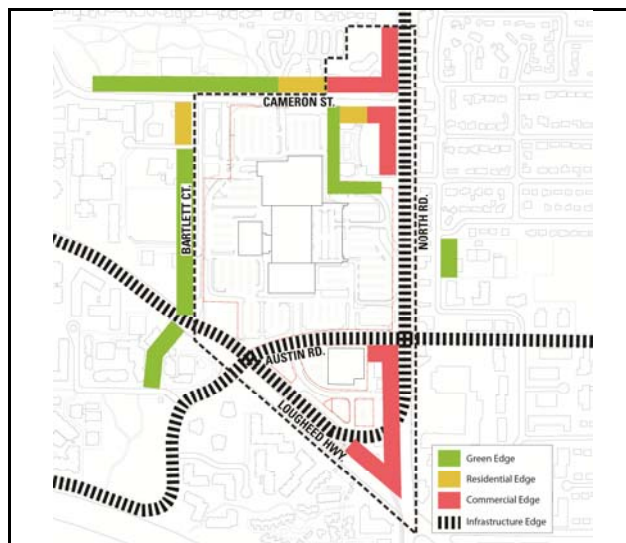 CAMERON ST.
BARTLETT CT.
NORTH RD.
AUSTIN RD.
LOUGHEED HWY.
Green Edge
Residential Edge
Commercial Edge
Infrastructure Edge